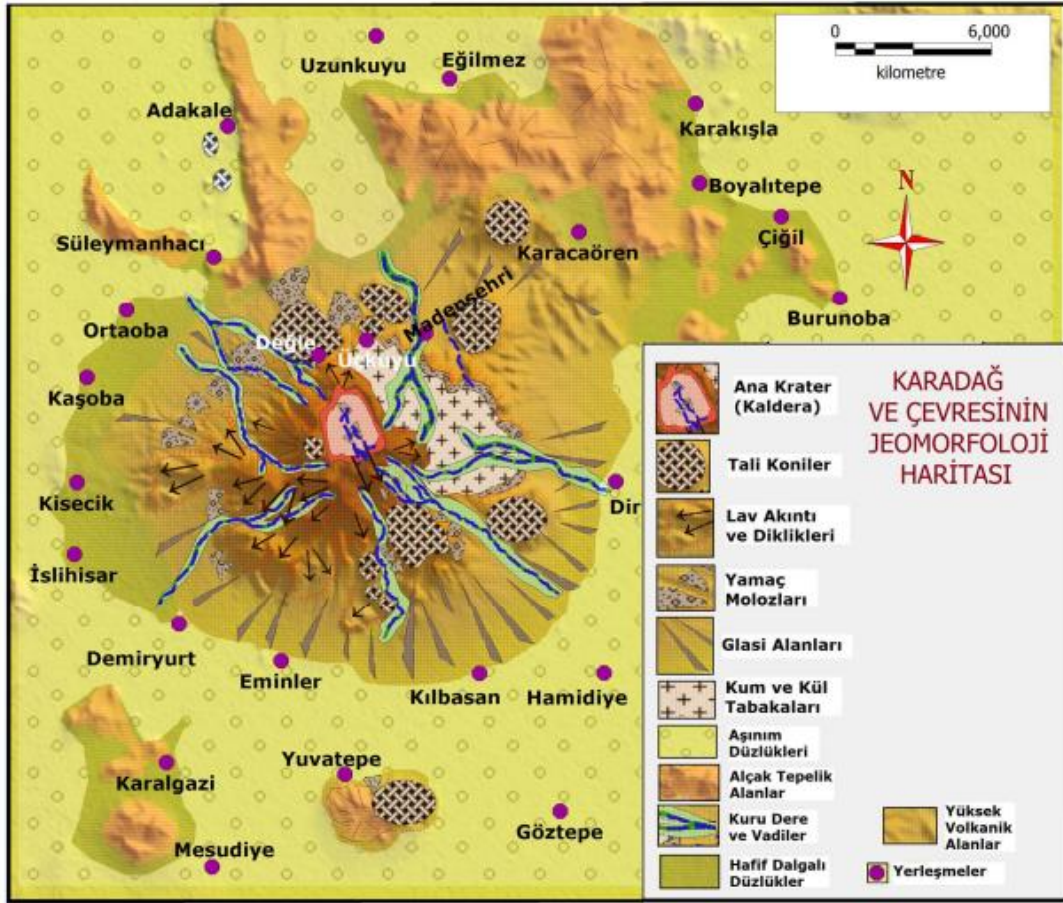 0 6,000
kilometre
Uzunkuyu
Eğilmez
Adakale
Karakışla
Boyalıtepe
N
Çiğil
Süleymanhacı
Karacaören
Burunoba
Ortaoba
Madenşehri
Değle
Üçkuyu
Kaşoba
Kisecik
Dir
İslihisar
Demiryurt
Eminler
Kılbasan
Hamidiye
Karalgazi
Yuvatepe
Göztepe
Mesudiye
KARADAĞ
VE ÇEVRESİNİN
JEOMORFOLOJİ
HARİTASI
Ana Krater
(Kaldera)
Tali Koniler
Lav Akıntı
ve Diklikleri
Yamaç
Molozları
Glasi Alanları
Kum ve Kül
Tabakaları
Aşınım
Düzlükleri
Alçak Tepelik
Alanlar
Kuru Dere
ve Vadiler
Hafif Dalgalı
Düzlükler
Yüksek
Volkanik
Alanlar
Yerleşmeler